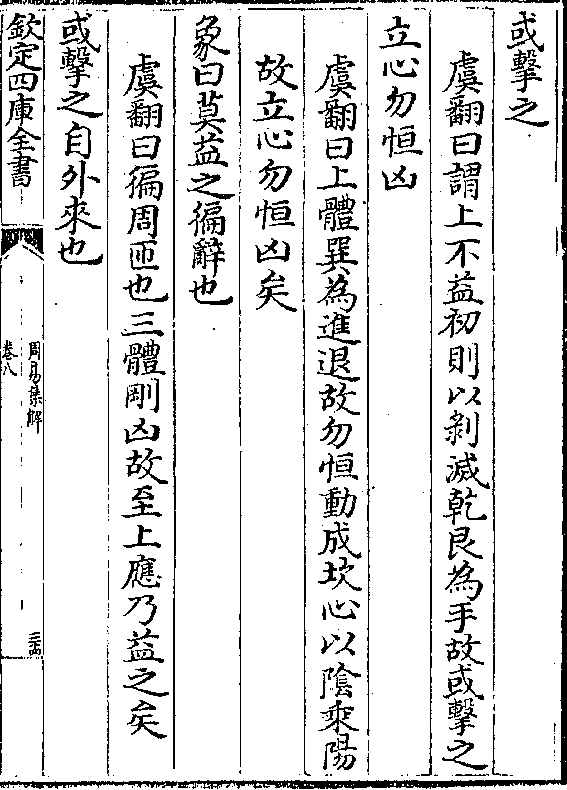 或擊之
虞翻曰謂上不益初則以剝滅乾艮為手故或擊之
立心勿恒凶
虞翻曰上體巽為進退故勿恒動成坎心以陰乘陽
故立心勿恒凶矣
象曰莫益之徧辭也
虞翻曰徧周帀也三體剛凶故至上應乃益之矣
或擊之自外來也
欽定四庫全書
周易集解
卷八
三十四